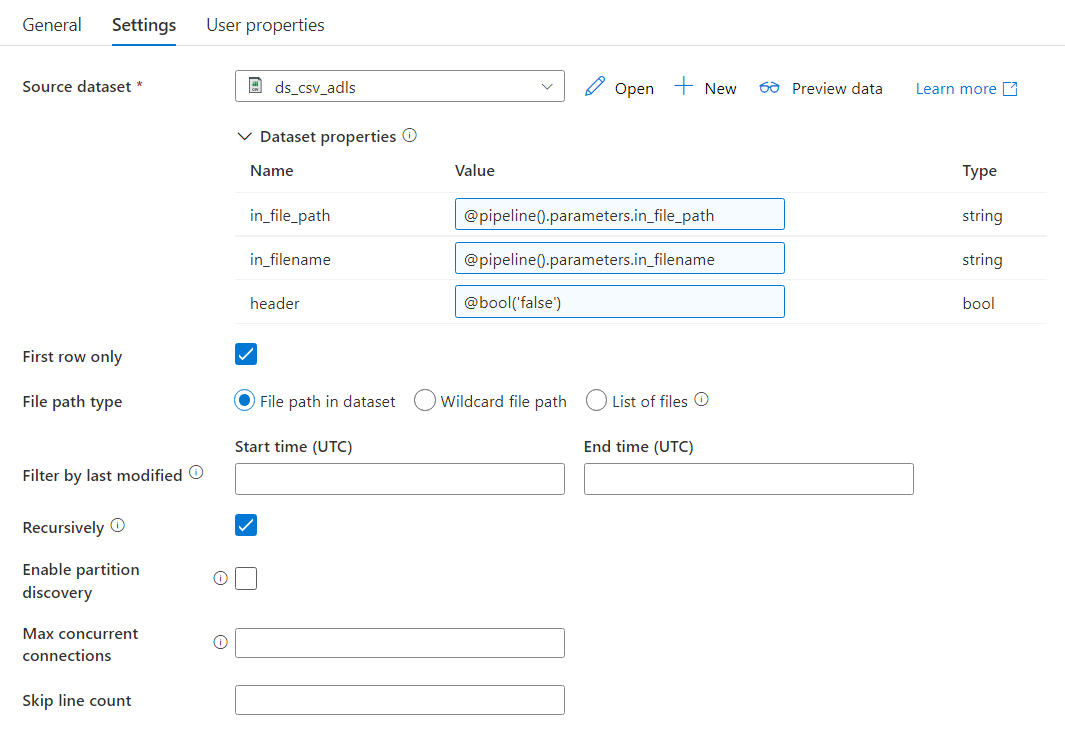 General Settings User properties
Source dataset * ds_csv_adls Open New Preview data Learn more
Dataset properties
Name Value Type
in_file_path @pipeline().parameters.in_file_path string
in_filename @pipeline().parameters.in_filename string
header @bool('false') bool
First row only
File path type File path in dataset Wildcard file path List of files
Start time (UTC) End time (UTC)
Filter by last modified
Recursively
Enable partition
discovery
Max concurrent
connections
Skip line count